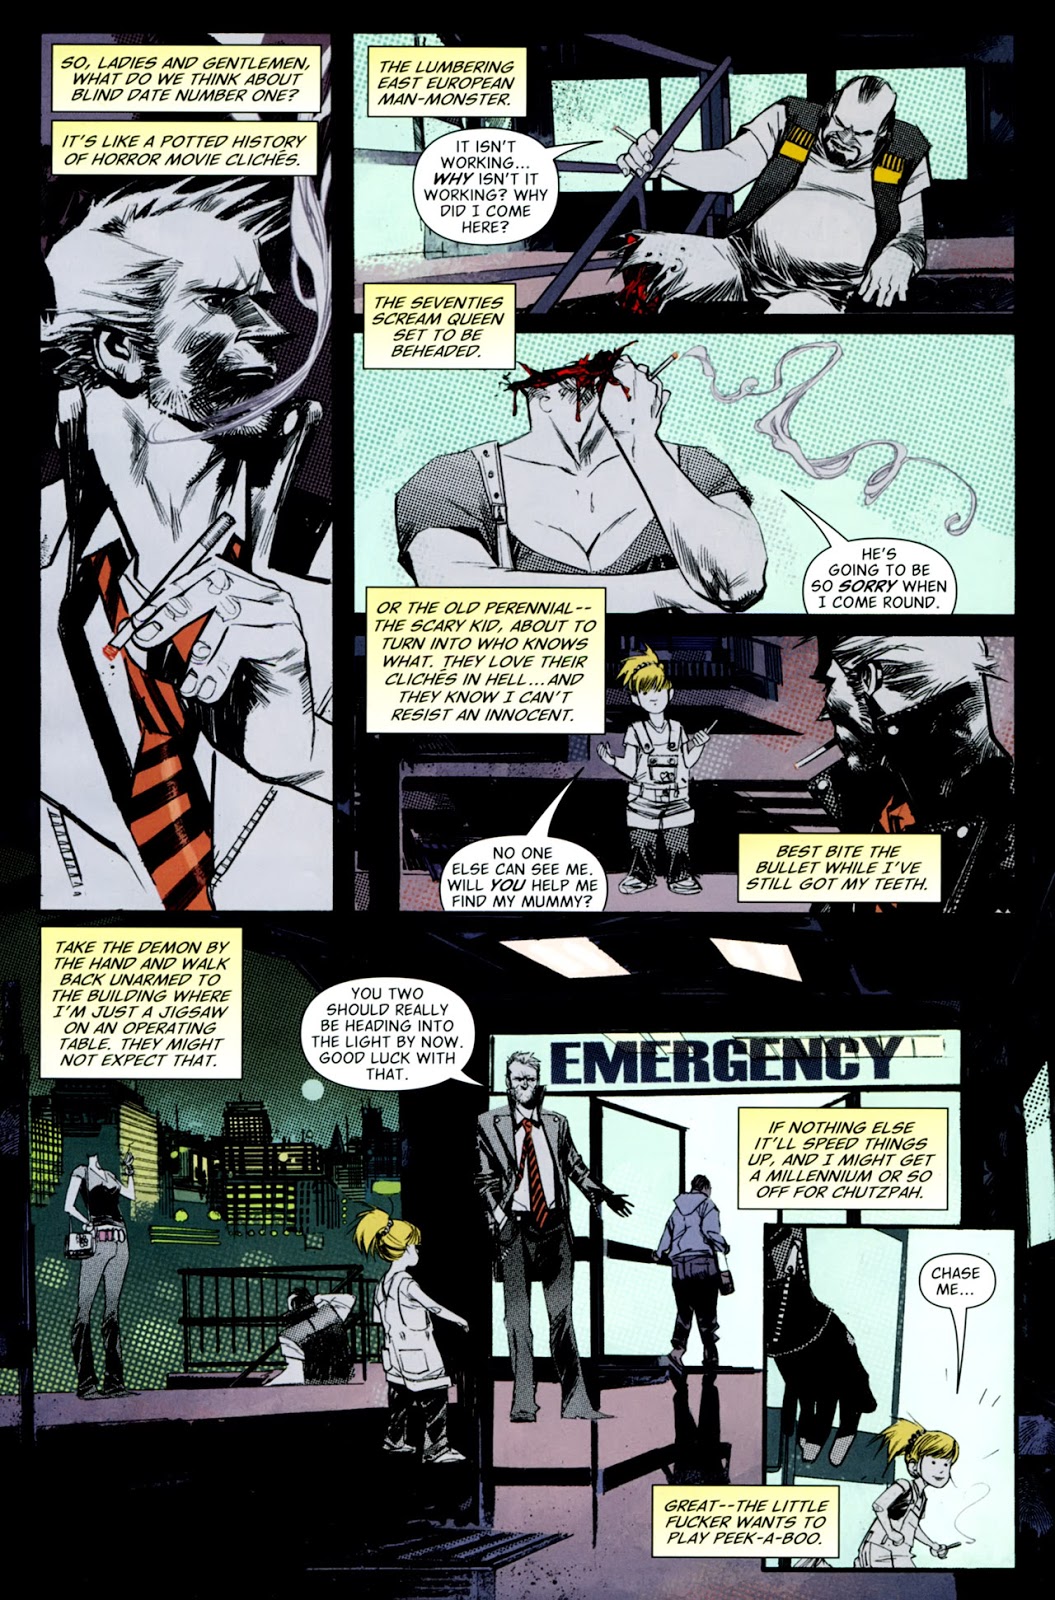 SO, LADIES AND GENTLEMEN,
WHAT DO WE THINK ABOUT
BLIND DATE NUMBER ONE?
IT'S LIKE A POTTED HISTORY
OF HORROR MOVIE CLICHÉS.
THE LUMBERING
EAST EUROPEAN
MAN-MONSTER.
IT ISN'T
WORKING...
WHY ISN'T IT
WORKING? WHY
DID I COME
HERE?
THE SEVENTIES
SCREAM QUEEN
SET TO BE
BEHEADED.
HE'S
GOING TO BE
SO SORRY WHEN
I COME ROUND.
OR THE OLD PERENNIAL--
THE SCARY KID, ABOUT TO
TURN INTO WHO KNOWS
WHAT. THEY LOVE THEIR
CLICHÉS IN HELL...AND
THEY KNOW I CAN'T
RESIST AN INNOCENT.
NO ONE
ELSE CAN SEE ME.
WILL YOU HELP ME
FIND MY MUMMY?
BEST BITE THE
BULLET WHILE I'VE
STILL GOT MY TEETH.
TAKE THE DEMON BY
THE HAND AND WALK
BACK UNARMED TO
THE BUILDING WHERE
I'M JUST A JIGSAW
ON AN OPERATING
TABLE. THEY MIGHT
NOT EXPECT THAT.
YOU TWO
SHOULD REALLY
BE HEADING INTO
THE LIGHT BY NOW.
GOOD LUCK WITH
THAT.
EMERGENCY
IF NOTHING ELSE
IT'LL SPEED THINGS
UP, AND I MIGHT GET
A MILLENNIUM OR SO
OFF FOR CHUTZPAH.
CHASE
ME...
GREAT--THE LITTLE
FUCKER WANTS TO
PLAY PEEK-A-BOO.